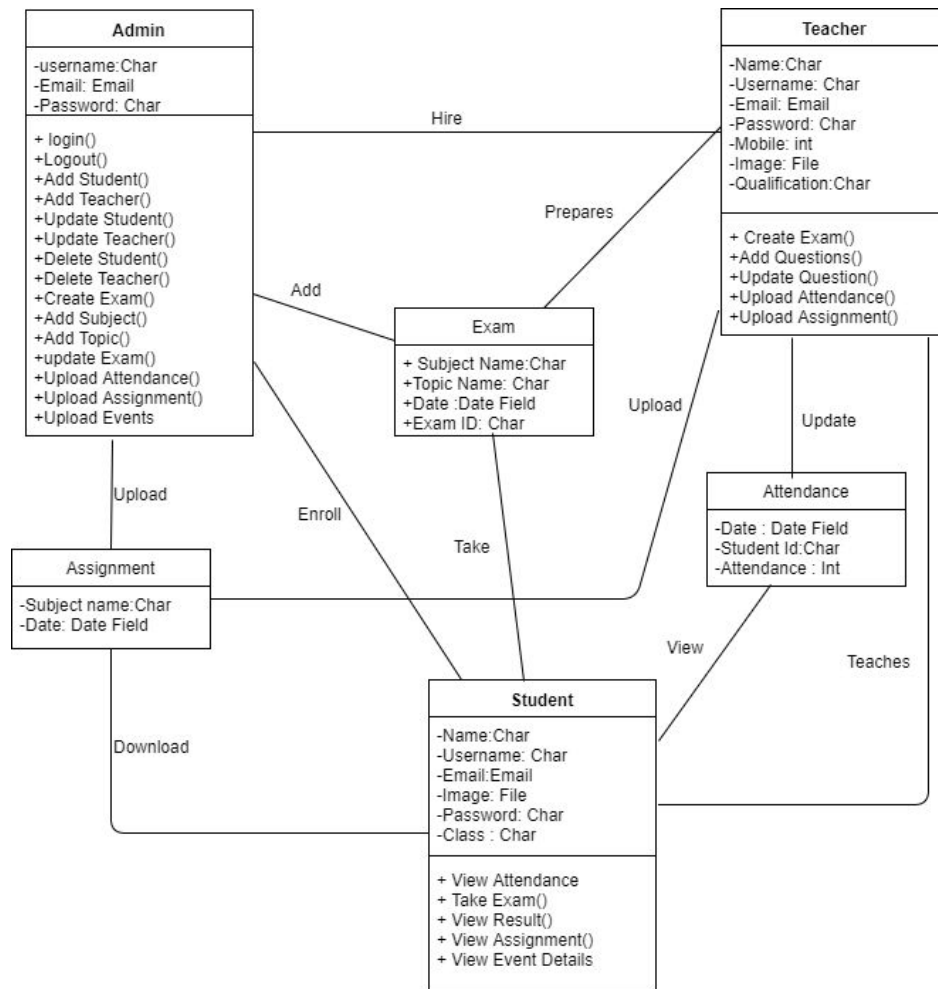 Admin
-username:Char
-Email: Email
-Password: Char
+ login()
+Logout()
+Add Student()
+Add Teacher()
+Update Student()
+Update Teacher()
+Delete Student()
+Delete Teacher()
+Create Exam()
+Add Subject()
+Add Topic()
+update Exam()
+Upload Attendance()
+Upload Assignment()
+Upload Events
Hire
Teacher
-Name:Char
-Username: Char
-Email: Email
-Password: Char
-Mobile: int
-Image: File
-Qualification:Char
+ Create Exam()
+Add Questions()
+Update Question()
+Upload Attendance()
+Upload Assignment()
Prepares
Add
Exam
+ Subject Name:Char
+Topic Name: Char
+Date :Date Field
+Exam ID: Char
Upload
Update
Upload
Enroll
Take
Attendance
-Date : Date Field
-Student Id:Char
-Attendance : Int
Assignment
-Subject name:Char
-Date: Date Field
View
Teaches
Download
Student
-Name:Char
-Username: Char
-Email:Email
-Image: File
-Password: Char
-Class : Char
+ View Attendance
+ Take Exam()
+ View Result()
+ View Assignment()
+ View Event Details